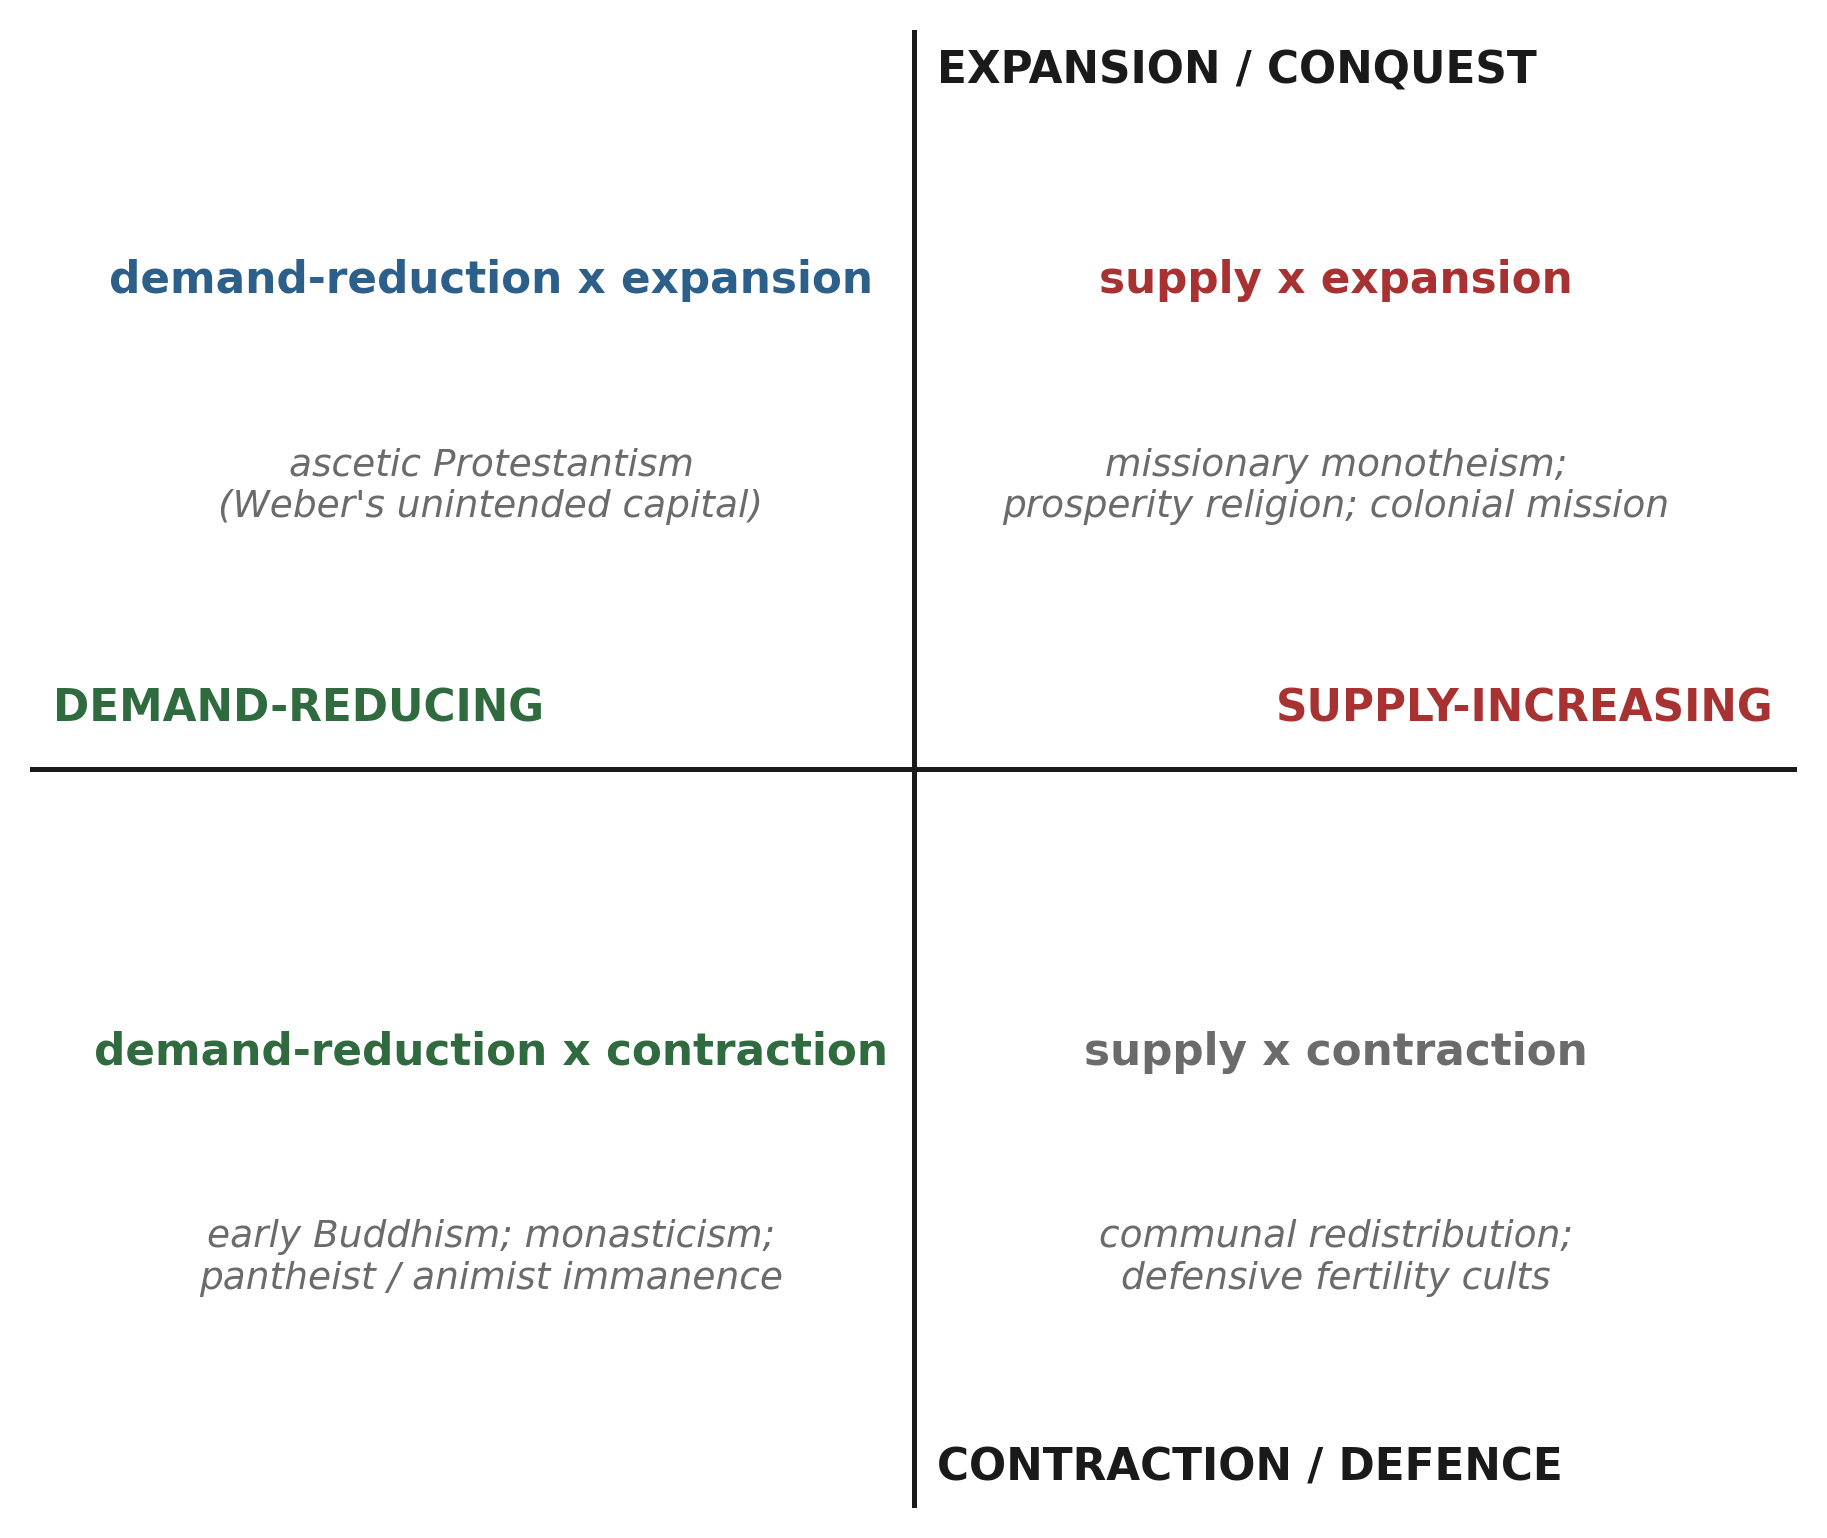 EXPANSION / CONQUEST
demand-reduction x expansion
supply x expansion
ascetic Protestantism
(Weber's unintended capital)
missionary monotheism;
prosperity religion; colonial mission
DEMAND-REDUCING
SUPPLY-INCREASING
demand-reduction x contraction
supply x contraction
early Buddhism; monasticism;
pantheist / animist immanence
communal redistribution;
defensive fertility cults
CONTRACTION / DEFENCE